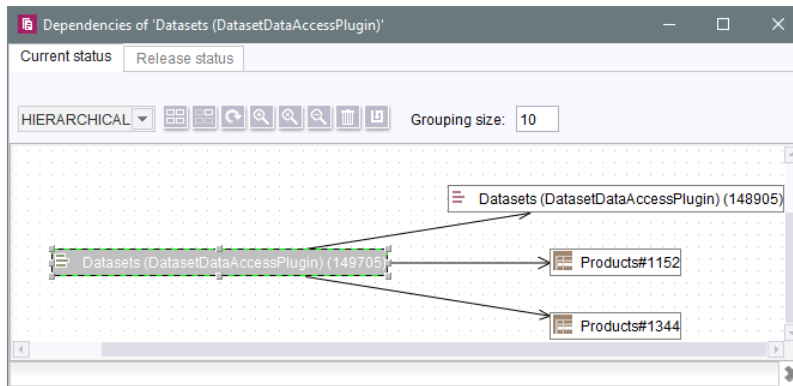 Dependencies of 'Datasets (DatasetDataAccessPlugin)'
Current status Release status
HIERARCHICAL Grouping size: 10
Datasets (DatasetDataAccessPlugin) (148905)
Datasets (DatasetDataAccessPlugin) (149705)
Products#1152
Products#1344